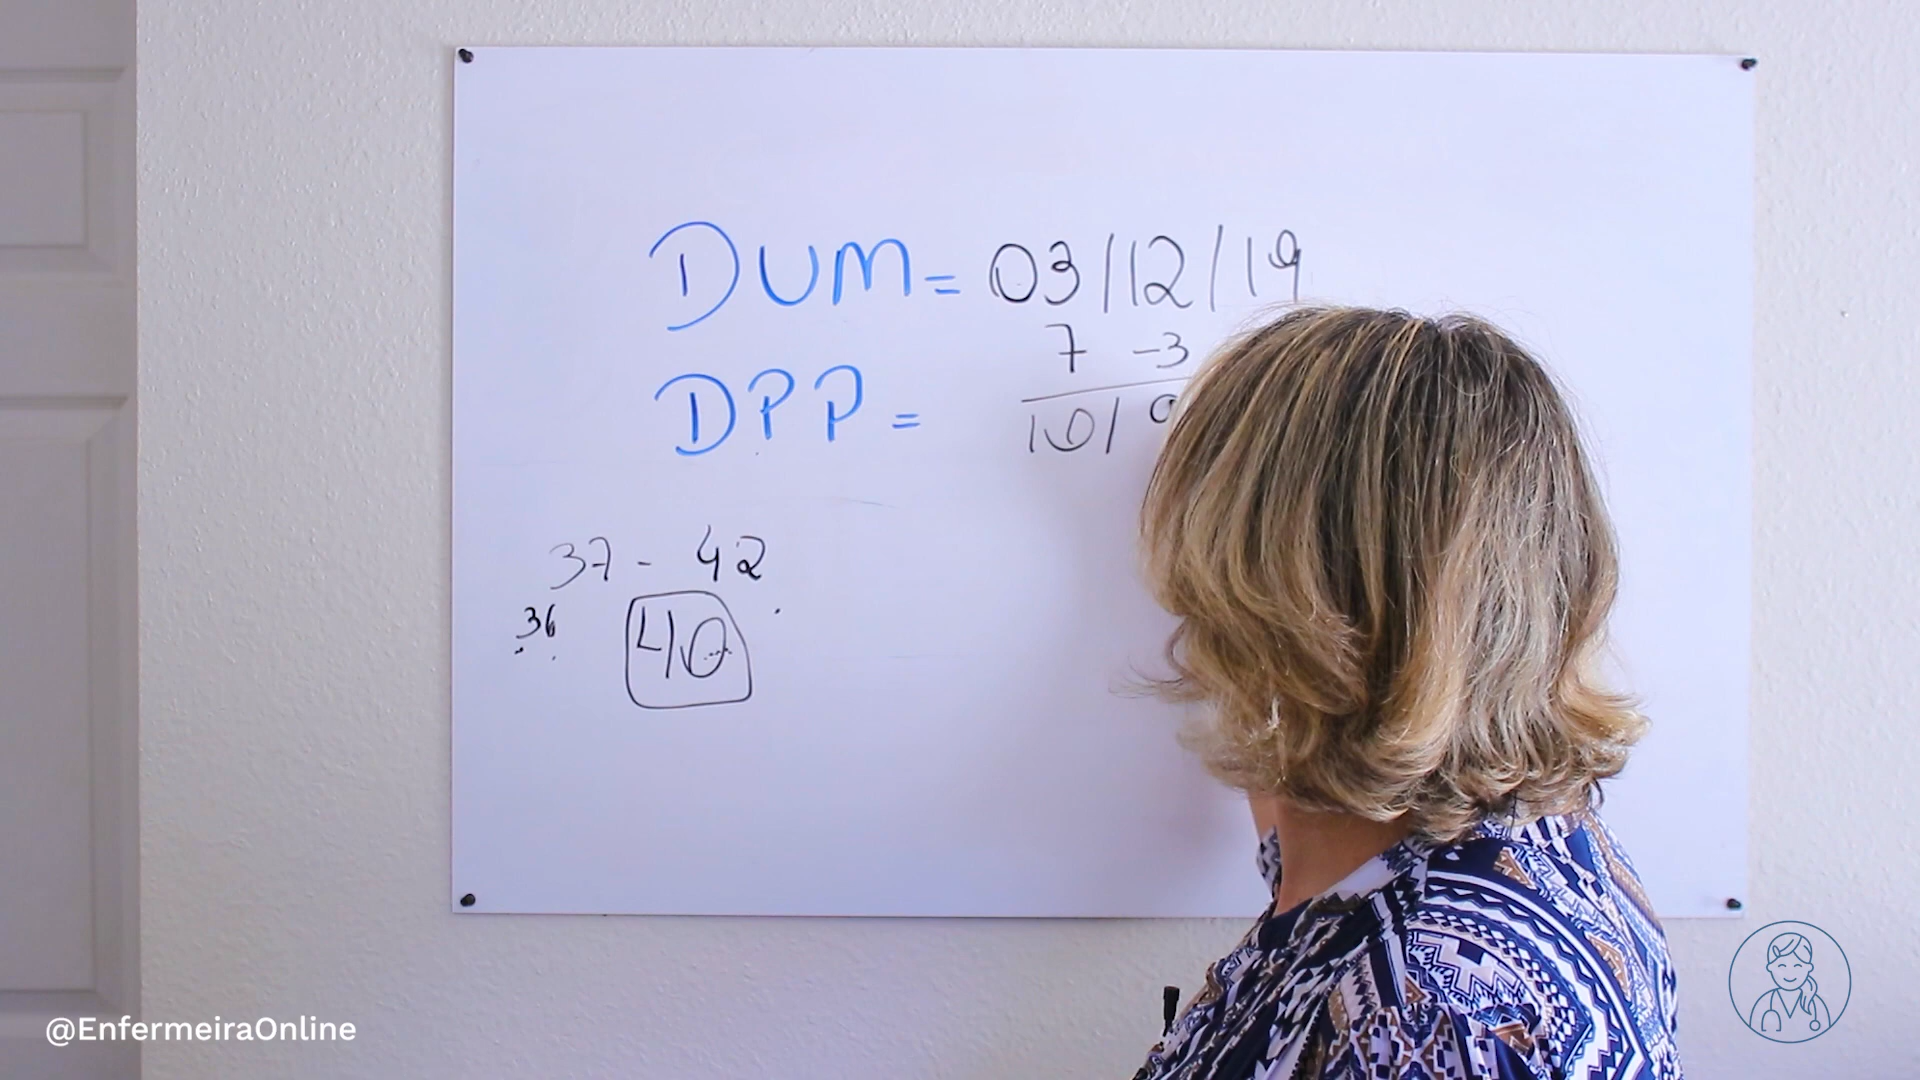 DUM = 03/12/19
7 -3
DPP = 10/
37 - 42
36
40
@EnfermeiraOnline